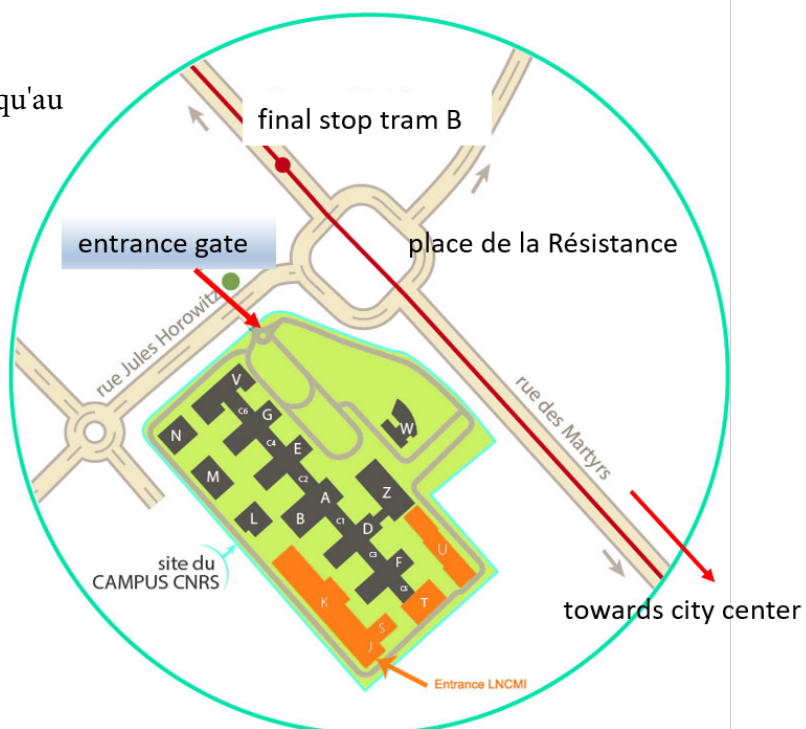 qu'au
final stop tram B
entrance gate
place de la Résistance
rue Jules Horowitz
rue des Martyrs
V
C6
G
N
C4
E
W
M
C2
A
Z
L
B
C1
D
U
C3
F
site du
CAMPUS CNRS
C5
K
T
S
J
towards city center
Entrance LNCMI